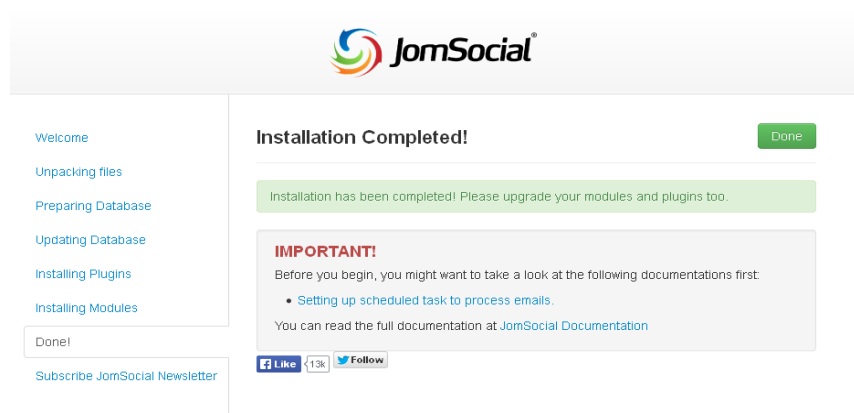 JomSocial®
Welcome
Unpacking files
Preparing Database
Updating Database
Installing Plugins
Installing Modules
Done!
Subscribe JomSocial Newsletter
Installation Completed!
Done
Installation has been completed! Please upgrade your modules and plugins too.
IMPORTANT!
Before you begin, you might want to take a look at the following documentations first:
• Setting up scheduled task to process emails.
You can read the full documentation at JomSocial Documentation
Like 13k Follow